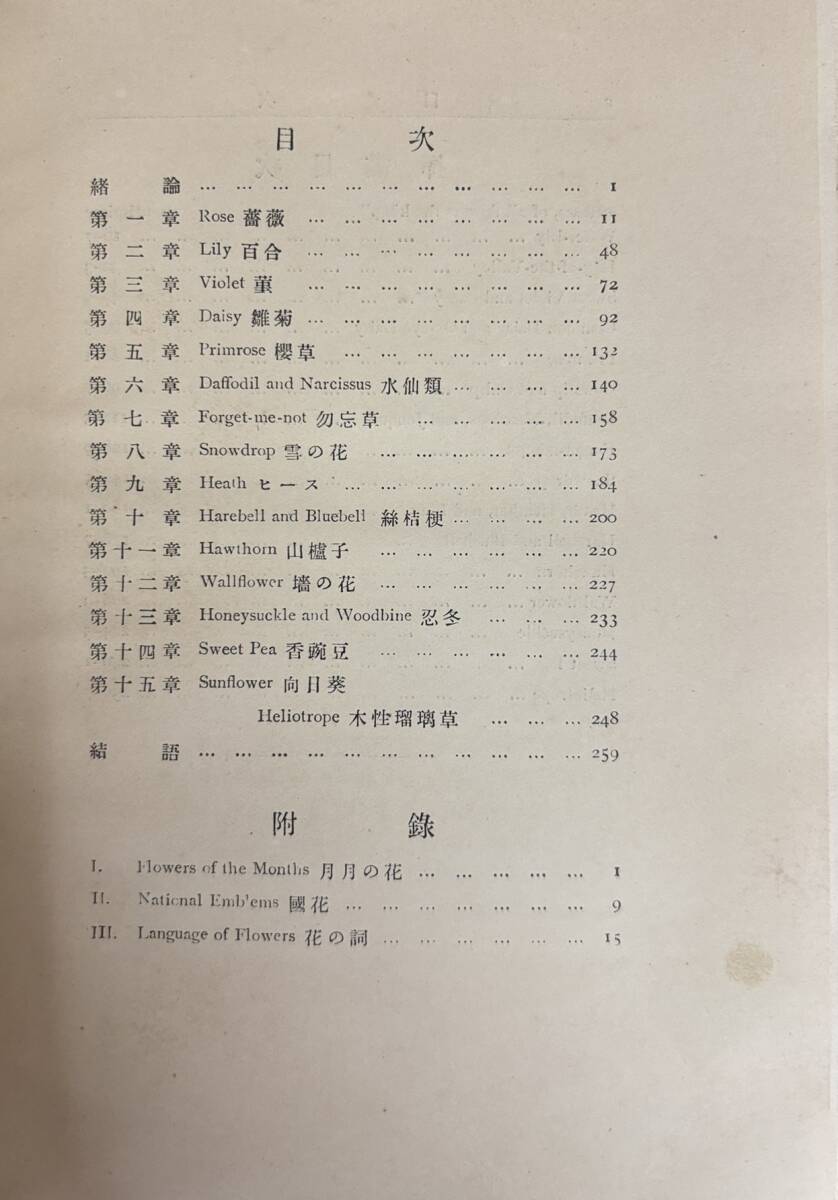 目次
緒論 … … … … … … … … … … … 1
第一章 Rose 薔薇 … … … … … … … … 11
第二章 Lily 百合 … … … … … … … … 48
第三章 Violet 菫 … … … … … … … … 72
第四章 Daisy 雛菊 … … … … … … … … 92
第五章 Primrose 櫻草 … … … … … … … 132
第六章 Daffodil and Narcissus 水仙類 … … … … 140
第七章 Forget-me-not 勿忘草 … … … … … 158
第八章 Snowdrop 雪の花 … … … … … … 173
第九章 Heath ヒース … … … … … … … 184
第十章 Harebell and Bluebell 絲桔梗 … … … … 200
第十一章 Hawthorn 山樝子 … … … … … … 220
第十二章 Wallflower 墻の花 … … … … … … 227
第十三章 Honeysuckle and Woodbine 忍冬 … … … 233
第十四章 Sweet Pea 香豌豆 … … … … … … 244
第十五章 Sunflower 向日葵
Heliotrope 木性瑠璃草 … … … 248
結語 … … … … … … … … … … … 259
附錄
I. Flowers of the Months 月月の花 … … … … … 1
II. National Emb'ems 國花 … … … … … … … 9
III. Language of Flowers 花の詞 … … … … … … 15